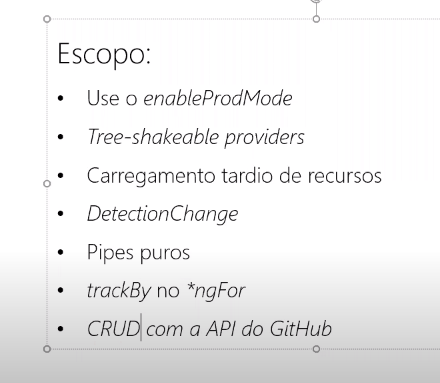 Escopo:
• Use o enableProdMode
• Tree-shakeable providers
• Carregamento tardio de recursos
• DetectionChange
• Pipes puros
• trackBy no *ngFor
• CRUD com a API do GitHub